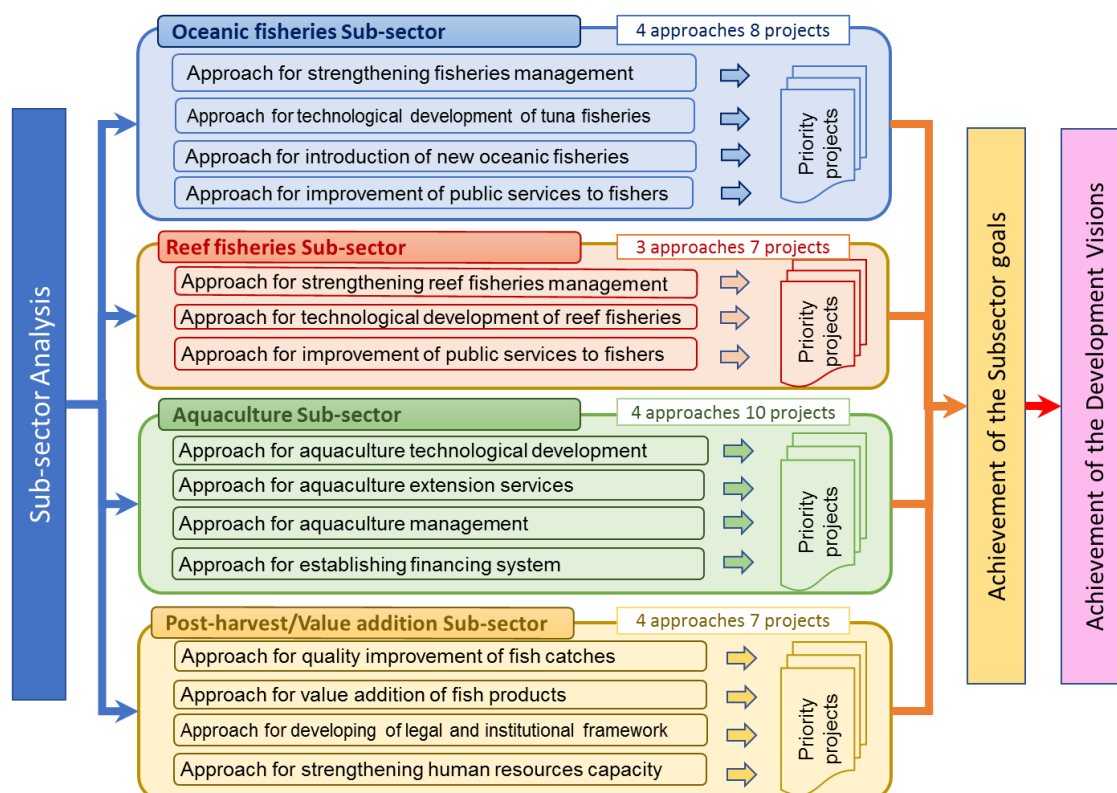 Sub-sector Analysis
Oceanic fisheries Sub-sector
4 approaches 8 projects
Approach for strengthening fisheries management
Approach for technological development of tuna fisheries
Approach for introduction of new oceanic fisheries
Approach for improvement of public services to fishers
Priority
projects
Reef fisheries Sub-sector
3 approaches 7 projects
Approach for strengthening reef fisheries management
Approach for technological development of reef fisheries
Approach for improvement of public services to fishers
Priority
projects
Aquaculture Sub-sector
4 approaches 10 projects
Approach for aquaculture technological development
Approach for aquaculture extension services
Approach for aquaculture management
Approach for establishing financing system
Priority
projects
Post-harvest/Value addition Sub-sector
4 approaches 7 projects
Approach for quality improvement of fish catches
Approach for value addition of fish products
Approach for developing of legal and institutional framework
Approach for strengthening human resources capacity
Priority
projects
Achievement of the Subsector goals
Achievement of the Development Visions